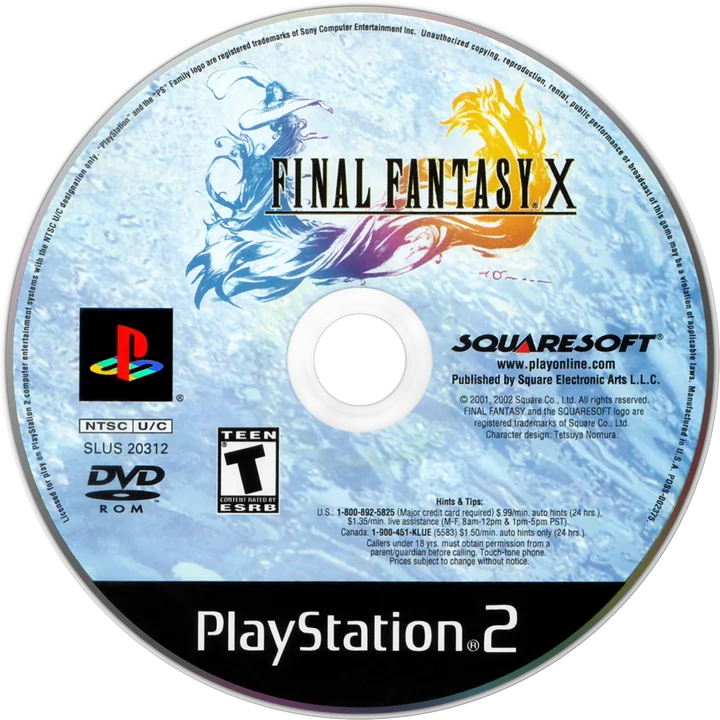 Licensed for play on PlayStation 2 computer entertainment systems with the NTSC U/C designation only. "PlayStation" and the "PS" Family logo are registered trademarks of Sony Computer Entertainment Inc. Unauthorized copying, reproduction, rental, public performance or broadcast of this game may be a violation of applicable laws. Manufactured in U.S.A. POSS-002375.
FINAL FANTASY® X
SQUARESOFT®
www.playonline.com
Published by Square Electronic Arts L.L.C.
© 2001, 2002 Square Co., Ltd. All rights reserved.
FINAL FANTASY and the SQUARESOFT logo are
registered trademarks of Square Co., Ltd.
Character design: Tetsuya Nomura.
®
NTSC U/C
SLUS 20312
DVD
ROM
TEEN
T
CONTENT RATED BY
ESRB
Hints & Tips:
U.S.: 1-800-892-5825 (Major credit card required) $.99/min. auto hints (24 hrs.),
$1.35/min. live assistance (M-F, 8am-12pm & 1pm-5pm PST).
Canada: 1-900-451-KLUE (5583) $1.50/min. auto hints only (24 hrs.).
Callers under 18 yrs. must obtain permission from a
parent/guardian before calling. Touch-tone phone.
Prices subject to change without notice.
PlayStation®2